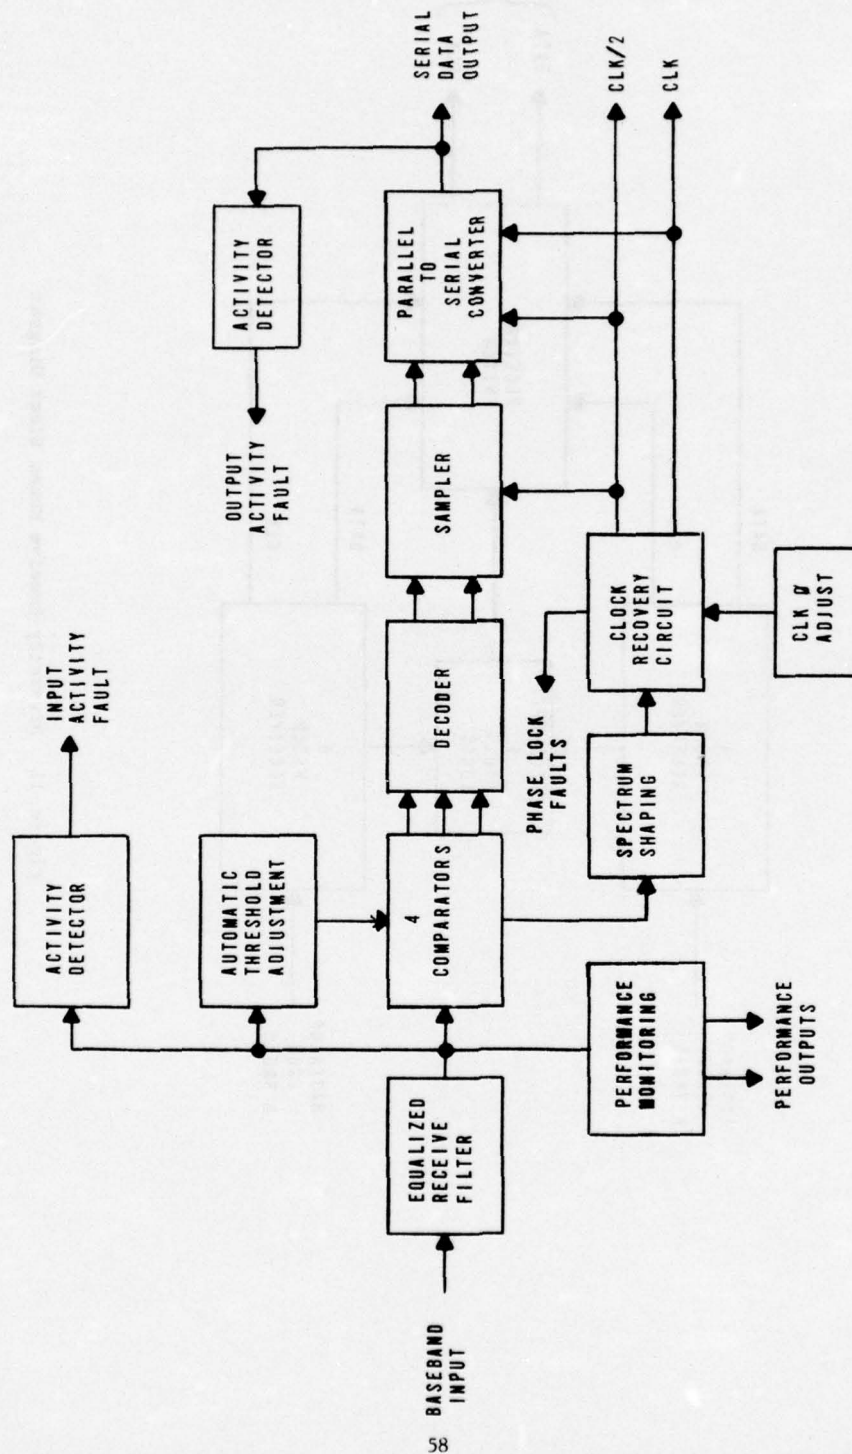 BASEBAND
INPUT
EQUALIZED
RECEIVE
FILTER
ACTIVITY
DETECTOR
INPUT
ACTIVITY
FAULT
AUTOMATIC
THRESHOLD
ADJUSTMENT
4
COMPARATORS
DECODER
SAMPLER
PARALLEL
TO
SERIAL
CONVERTER
SERIAL
DATA
OUTPUT
ACTIVITY
DETECTOR
OUTPUT
ACTIVITY
FAULT
PERFORMANCE
MONITORING
PERFORMANCE
OUTPUTS
SPECTRUM
SHAPING
PHASE LOCK
FAULTS
CLOCK
RECOVERY
CIRCUIT
CLK Ø
ADJUST
CLK/2
CLK
58